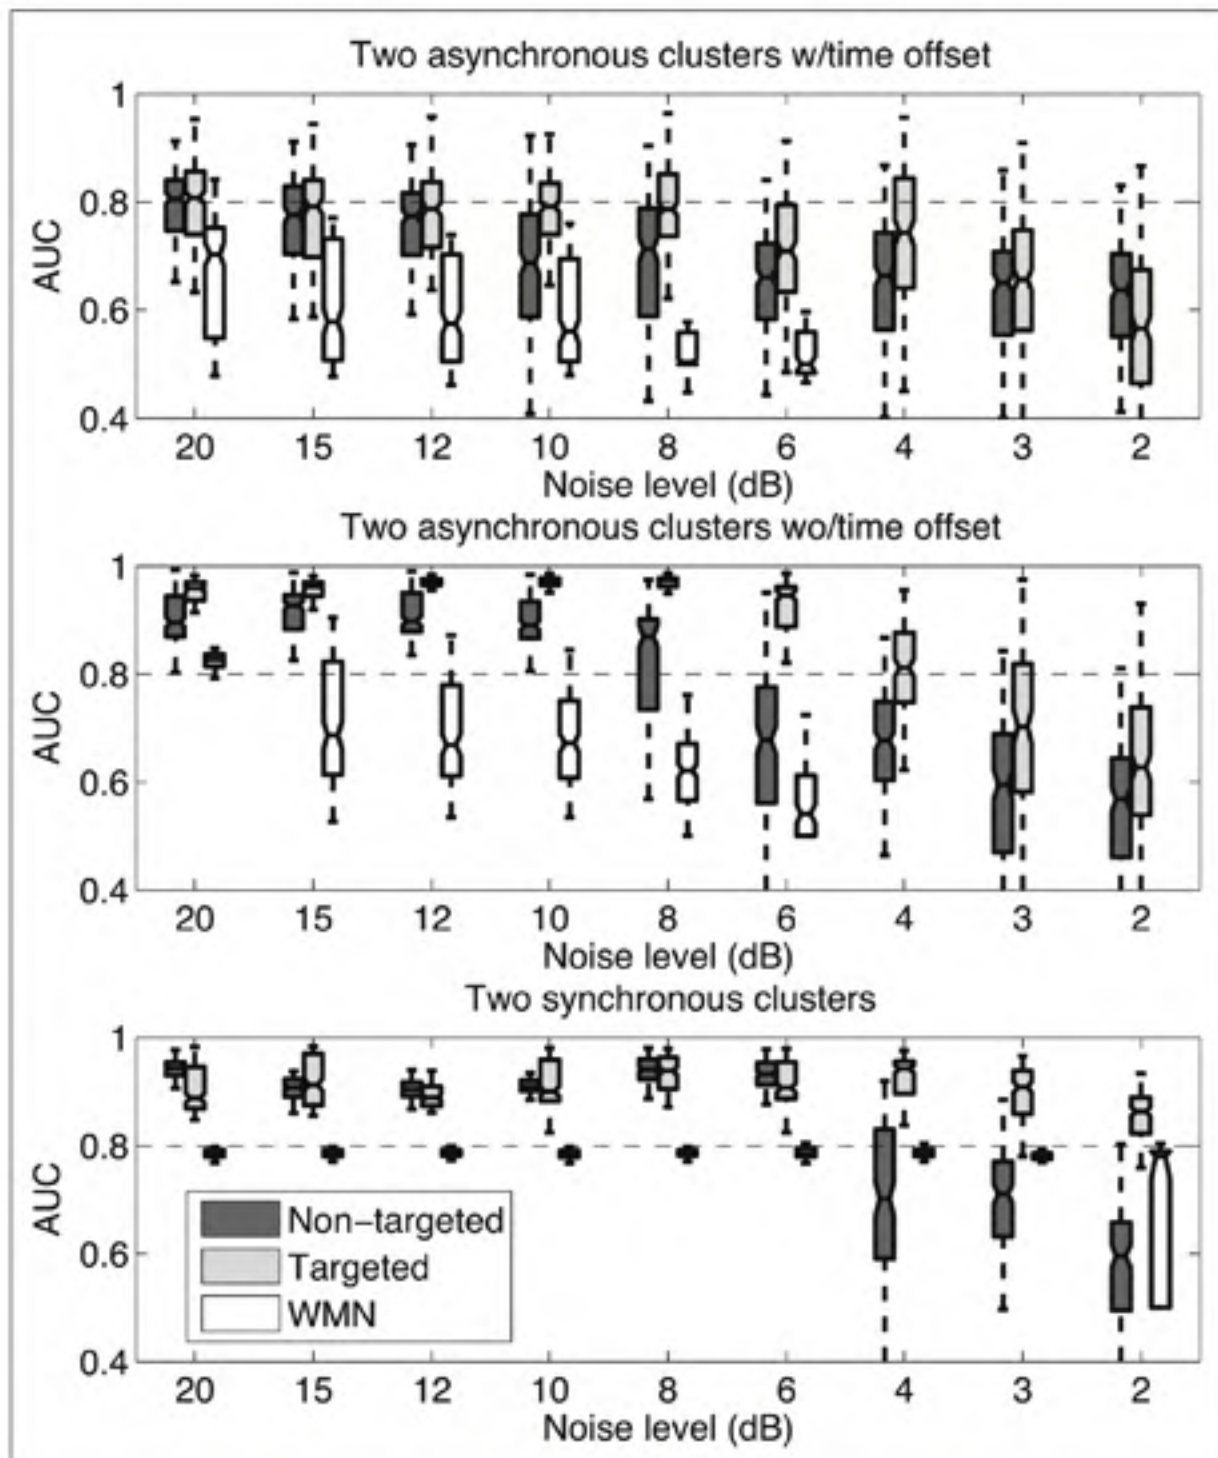 Two asynchronous clusters w/time offset
1
0.8
0.6
0.4
AUC
20 15 12 10 8 6 4 3 2
Noise level (dB)
Two asynchronous clusters wo/time offset
1
0.8
0.6
0.4
AUC
20 15 12 10 8 6 4 3 2
Noise level (dB)
Two synchronous clusters
1
0.8
0.6
0.4
AUC
Non-targeted
Targeted
WMN
20 15 12 10 8 6 4 3 2
Noise level (dB)